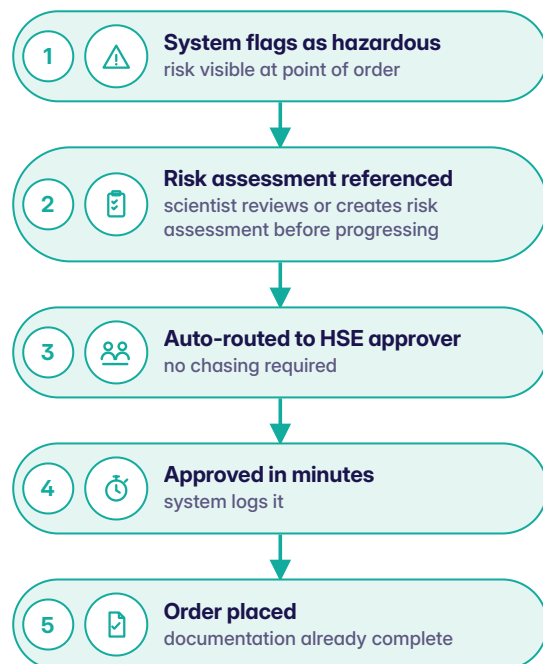 1
System flags as hazardous
risk visible at point of order
2
Risk assessment referenced
scientist reviews or creates risk
assessment before progressing
3
Auto-routed to HSE approver
no chasing required
4
Approved in minutes
system logs it
5
Order placed
documentation already complete